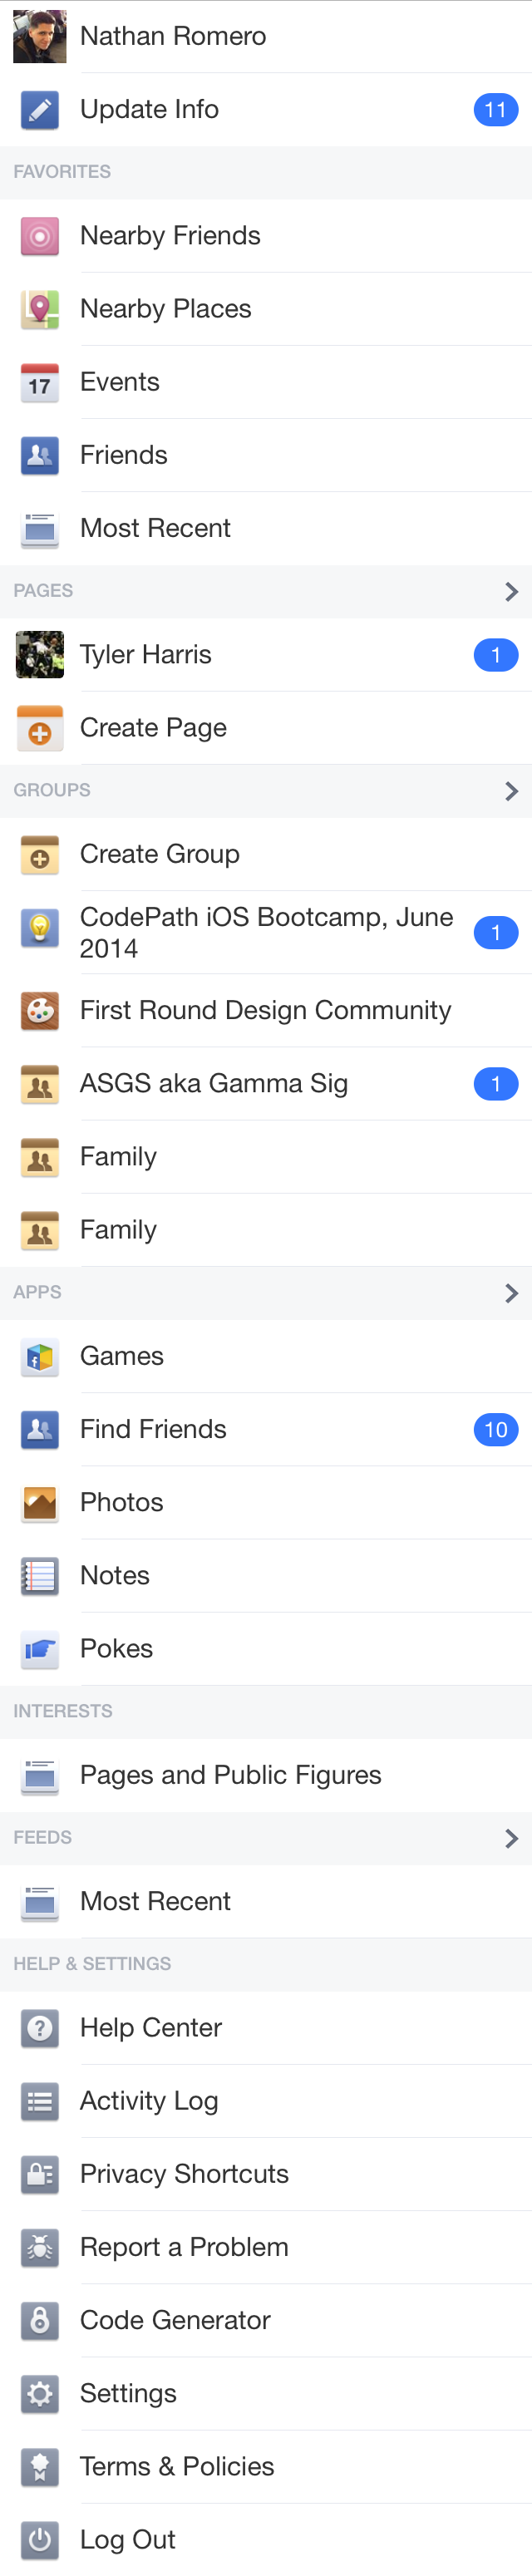 Nathan Romero
Update Info
11
FAVORITES
Nearby Friends
Nearby Places
17
Events
Friends
Most Recent
PAGES
Tyler Harris
1
Create Page
GROUPS
Create Group
CodePath iOS Bootcamp, June
2014
1
First Round Design Community
ASGS aka Gamma Sig
1
Family
Family
APPS
Games
Find Friends
10
Photos
Notes
Pokes
INTERESTS
Pages and Public Figures
FEEDS
Most Recent
HELP & SETTINGS
Help Center
Activity Log
Privacy Shortcuts
Report a Problem
Code Generator
Settings
Terms & Policies
Log Out